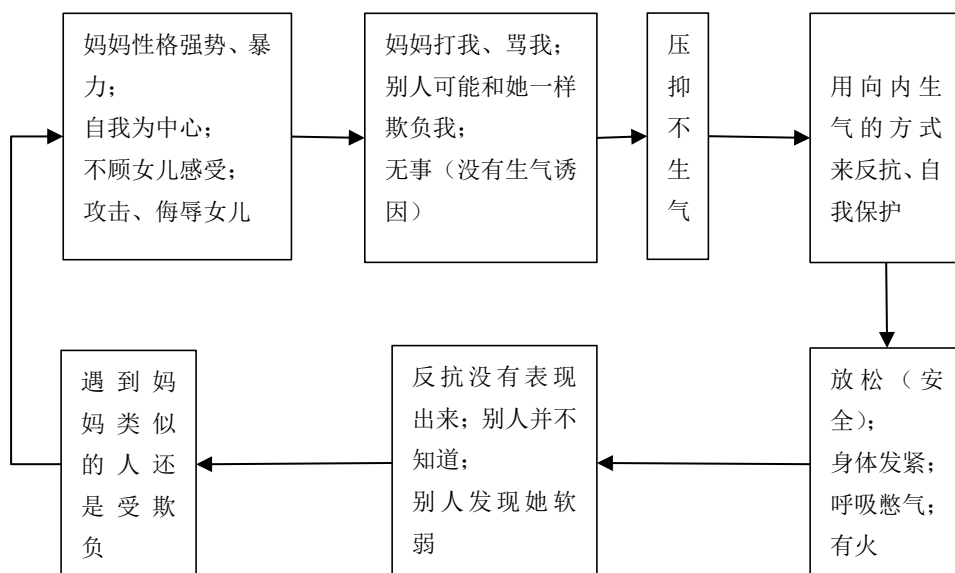 妈妈性格强势、暴
力；
自我为中心；
不顾女儿感受；
攻击、侮辱女儿
妈妈打我、骂我；
别人可能和她一样
欺负我；
无事（没有生气诱
因）
压
抑
不
生
气
用向内生
气的方式
来反抗、自
我保护
放松（安
全）；
身体发紧；
呼吸憋气；
有火
反抗没有表现
出来；别人并不
知道；
别人发现她软
弱
遇到妈
妈类似
的人还
是受欺
负